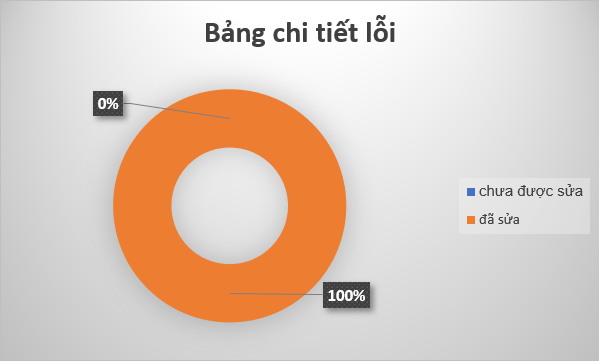 Bảng chi tiết lỗi
0%
chưa được sửa
đã sửa
100%